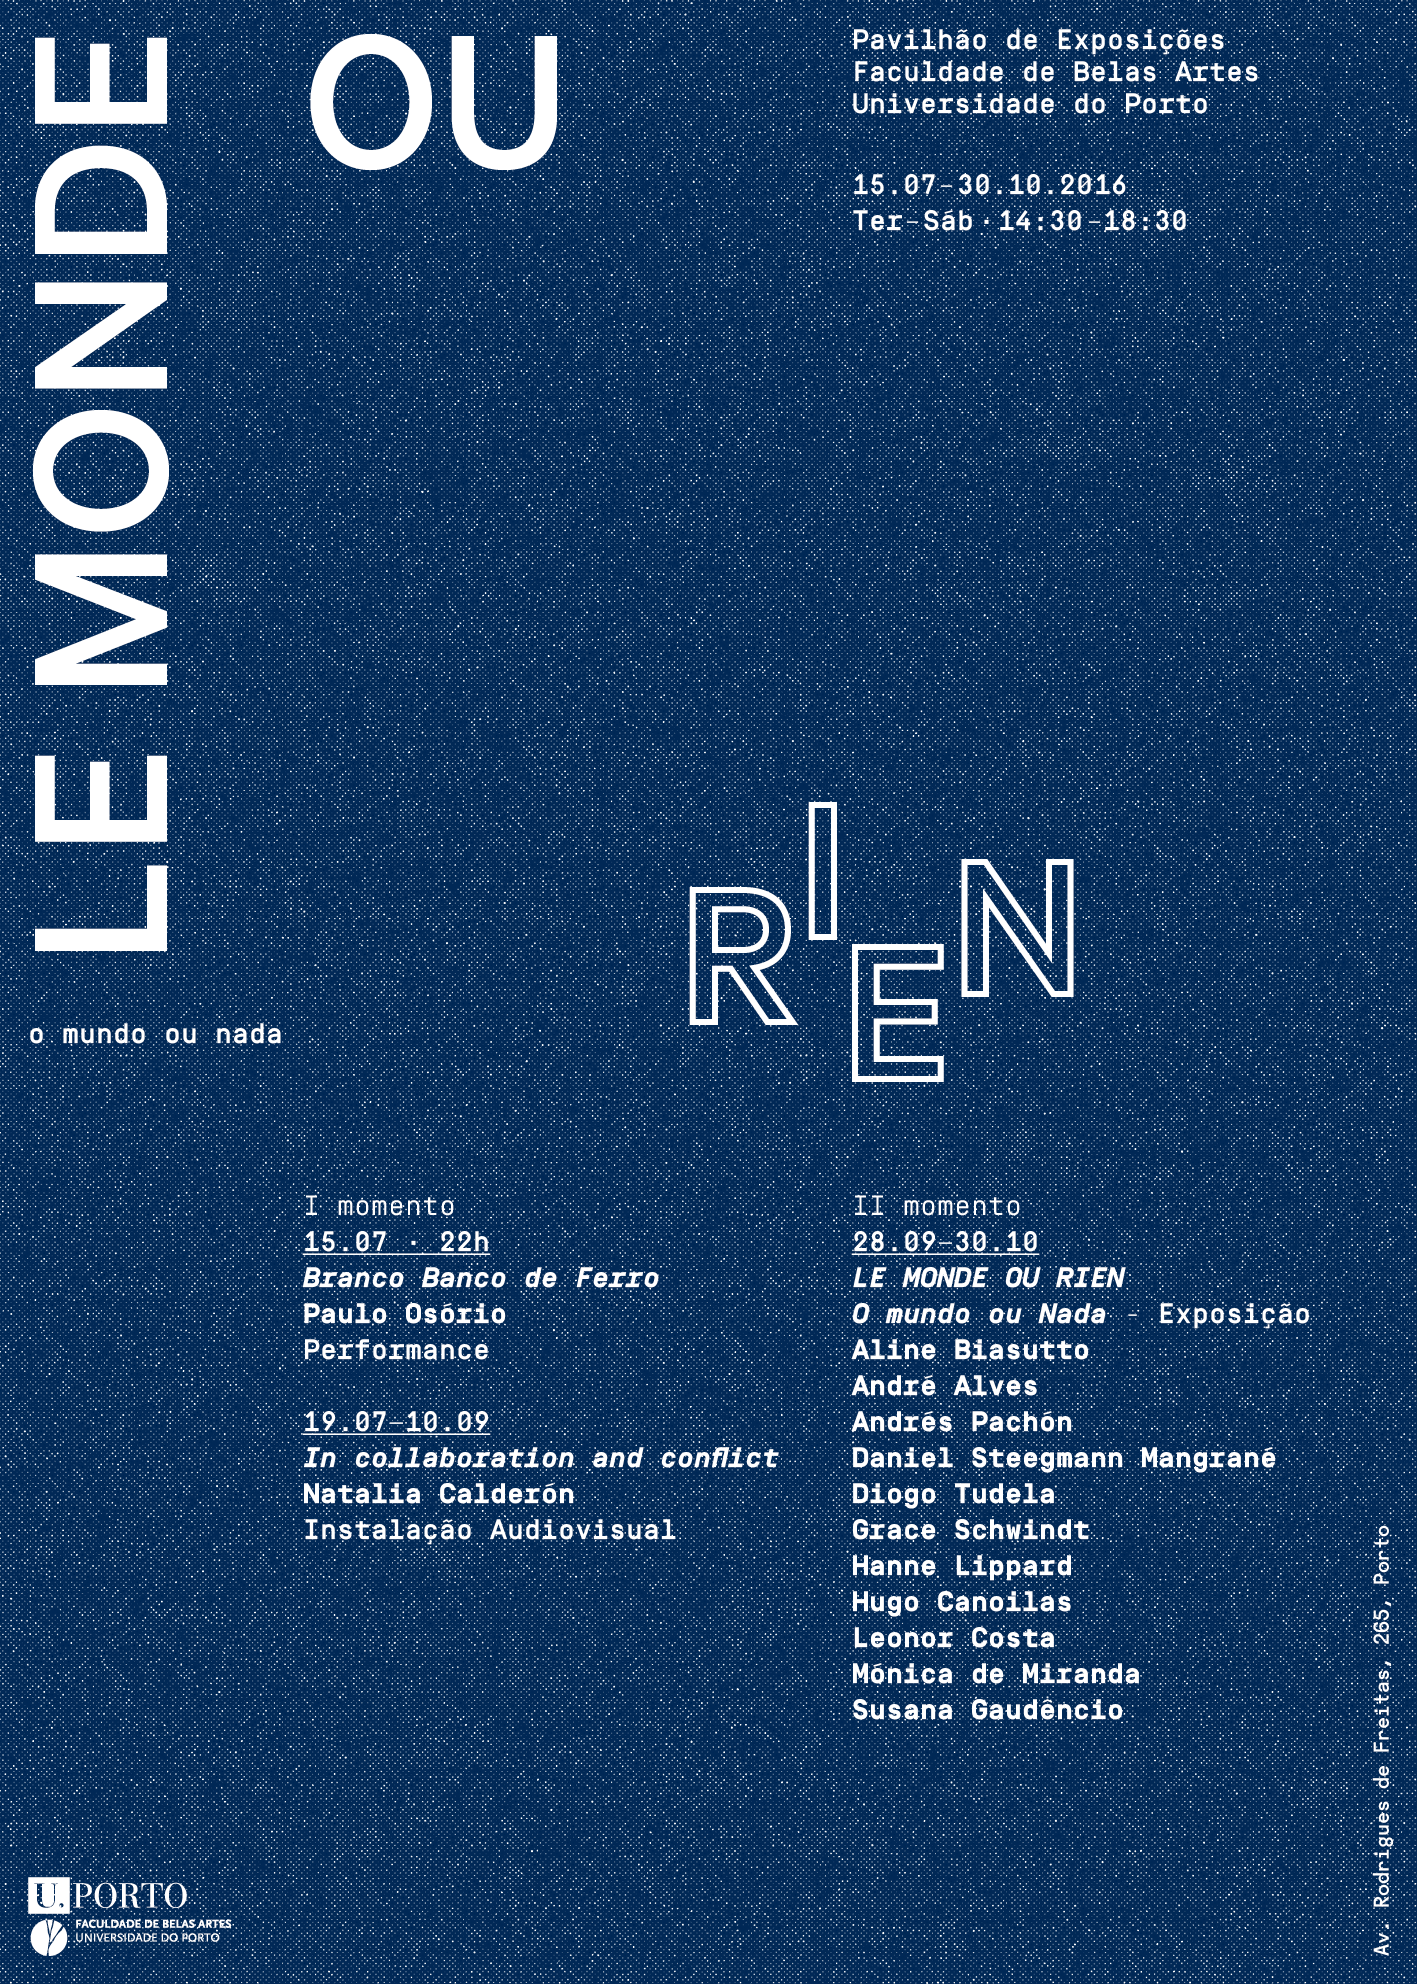 LE MONDE
OU
RIEN
o mundo ou nada
Pavilhão de Exposições
Faculdade de Belas Artes
Universidade do Porto
15.07–30.10.2016
Ter–Sáb · 14:30–18:30
I momento
15.07 · 22h
Branco Banco de Ferro
Paulo Osório
Performance
19.07–10.09
In collaboration and conflict
Natalia Calderón
Instalação Audiovisual
II momento
28.09–30.10
LE MONDE OU RIEN
O mundo ou Nada – Exposição
Aline Biasutto
André Alves
Andrés Pachón
Daniel Steegmann Mangrané
Diogo Tudela
Grace Schwindt
Hanne Lippard
Hugo Canoilas
Leonor Costa
Mónica de Miranda
Susana Gaudêncio
Av. Rodrigues de Freitas, 265, Porto
U. PORTO
FACULDADE DE BELAS ARTES
UNIVERSIDADE DO PORTO